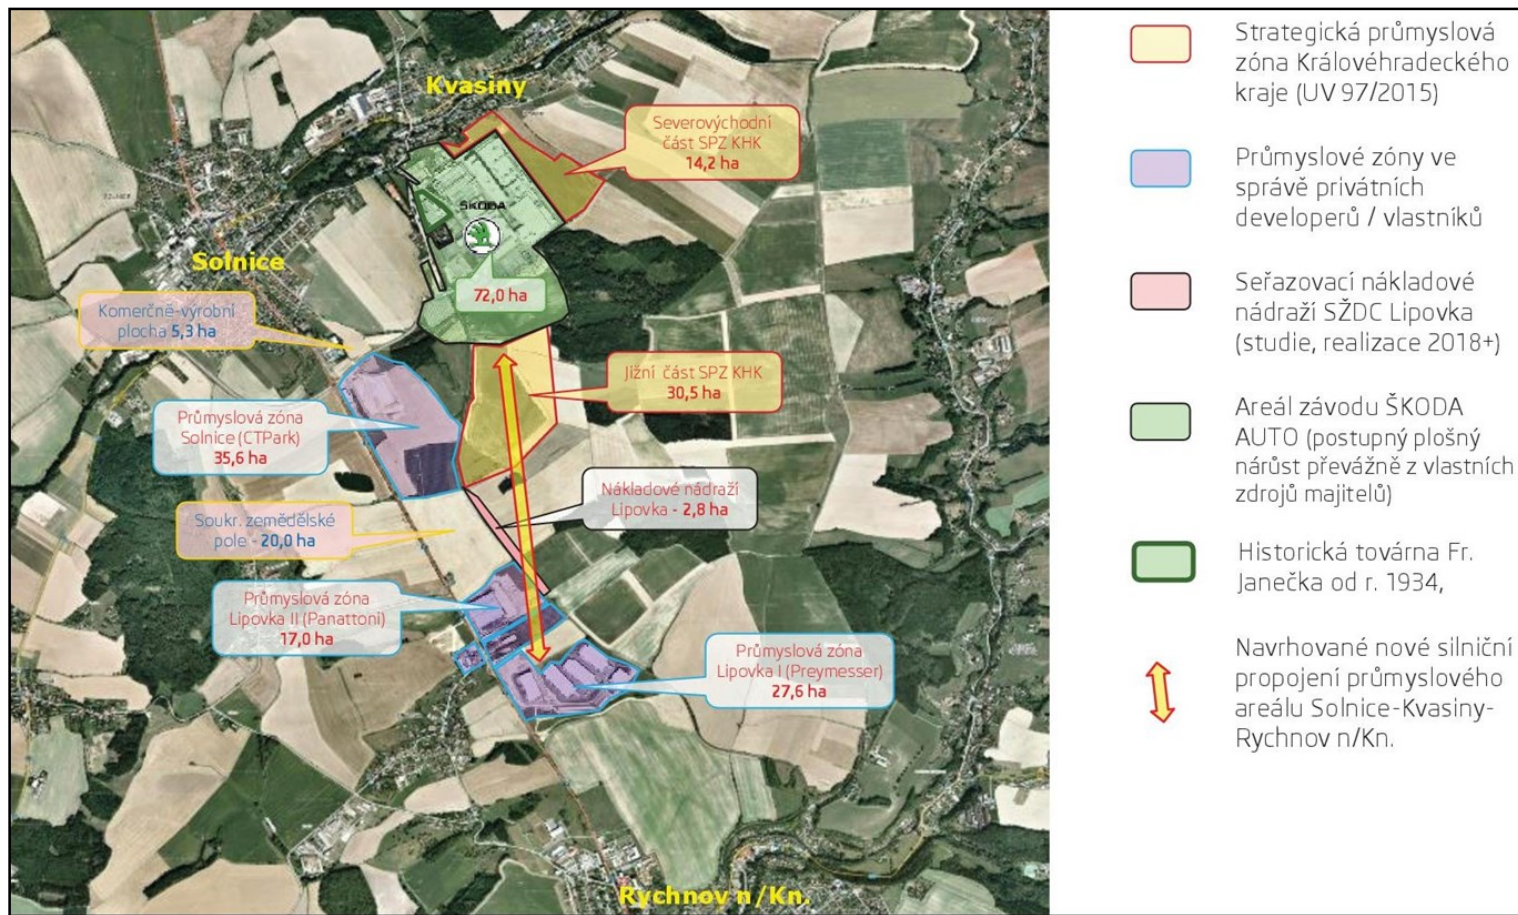 Kvasiny
Severovýchodní
část SPZ KHK
14,2 ha
ŠKODA
Solnice
72,0 ha
Komerčně-výrobní
plocha 5,3 ha
Jižní část SPZ KHK
30,5 ha
Průmyslová zóna
Solnice (CTPark)
35,6 ha
Nákladové nádraží
Lipovka - 2,8 ha
Soukr. zemědělské
pole - 20,0 ha
Průmyslová zóna
Lipovka II (Panattoni)
17,0 ha
Průmyslová zóna
Lipovka I (Preymesser)
27,6 ha
Rychnov n/Kn.
Strategická průmyslová
zóna Královéhradeckého
kraje (UV 97/2015)
Průmyslové zóny ve
správě privátních
developerů / vlastníků
Seřazovací nákladové
nádraží SŽDC Lipovka
(studie, realizace 2018+)
Areál závodu ŠKODA
AUTO (postupný plošný
nárůst převážně z vlastních
zdrojů majitelů)
Historická továrna Fr.
Janečka od r. 1934,
Navrhované nové silniční
propojení průmyslového
areálu Solnice-Kvasiny-
Rychnov n/Kn.